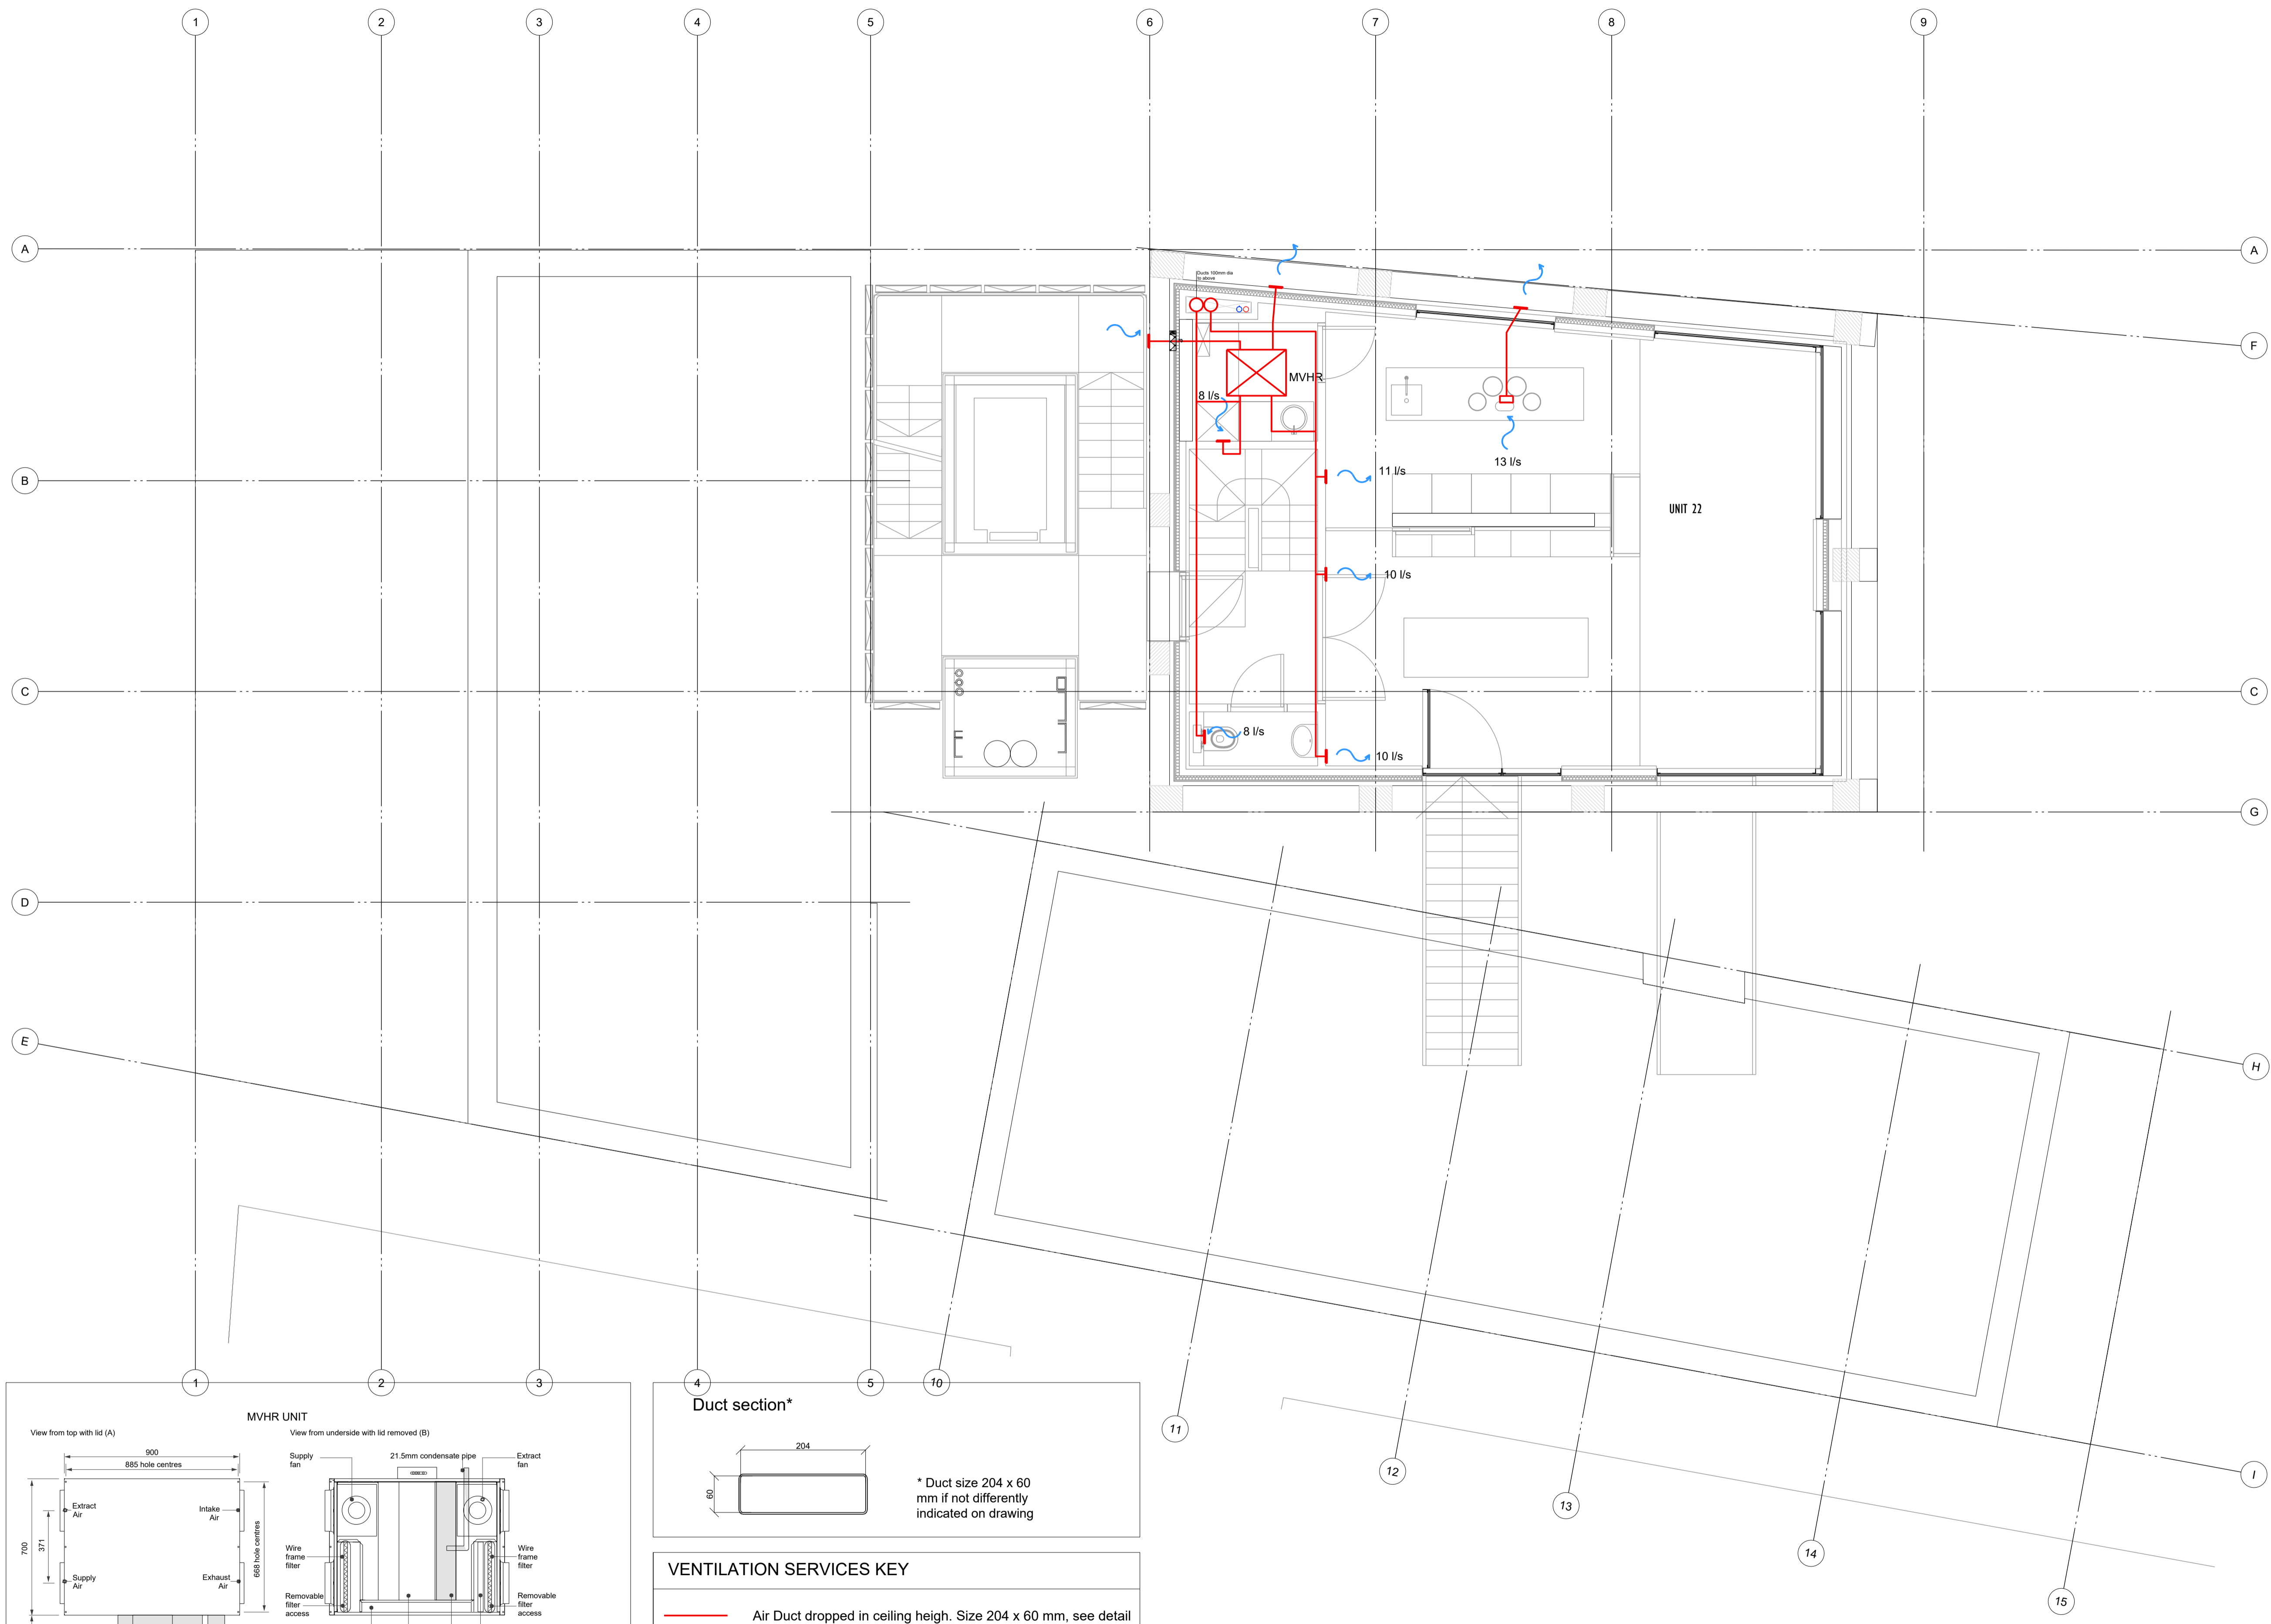 1
2
3
4
5
6
7
8
9
A
A
Ducts 100mm dia
to above
F
MVHR
8 l/s
11 l/s
13 l/s
B
UNIT 22
10 l/s
C
C
8 l/s
10 l/s
G
D
E
H
1
2
3
4
5
10
11
12
13
14
15
I
MVHR UNIT
View from top with lid (A)
View from underside with lid removed (B)
900
885 hole centres
Extract
Air
Intake
Air
700
371
668 hole centres
Supply
Air
Exhaust
Air
Supply
fan
21.5mm condensate pipe
Extract
fan
Wire
frame
filter
Wire
frame
filter
Removable
filter
access
Removable
filter
access
Duct section*
204
60
* Duct size 204 x 60
mm if not differently
indicated on drawing
VENTILATION SERVICES KEY
Air Duct dropped in ceiling heigh. Size 204 x 60 mm, see detail